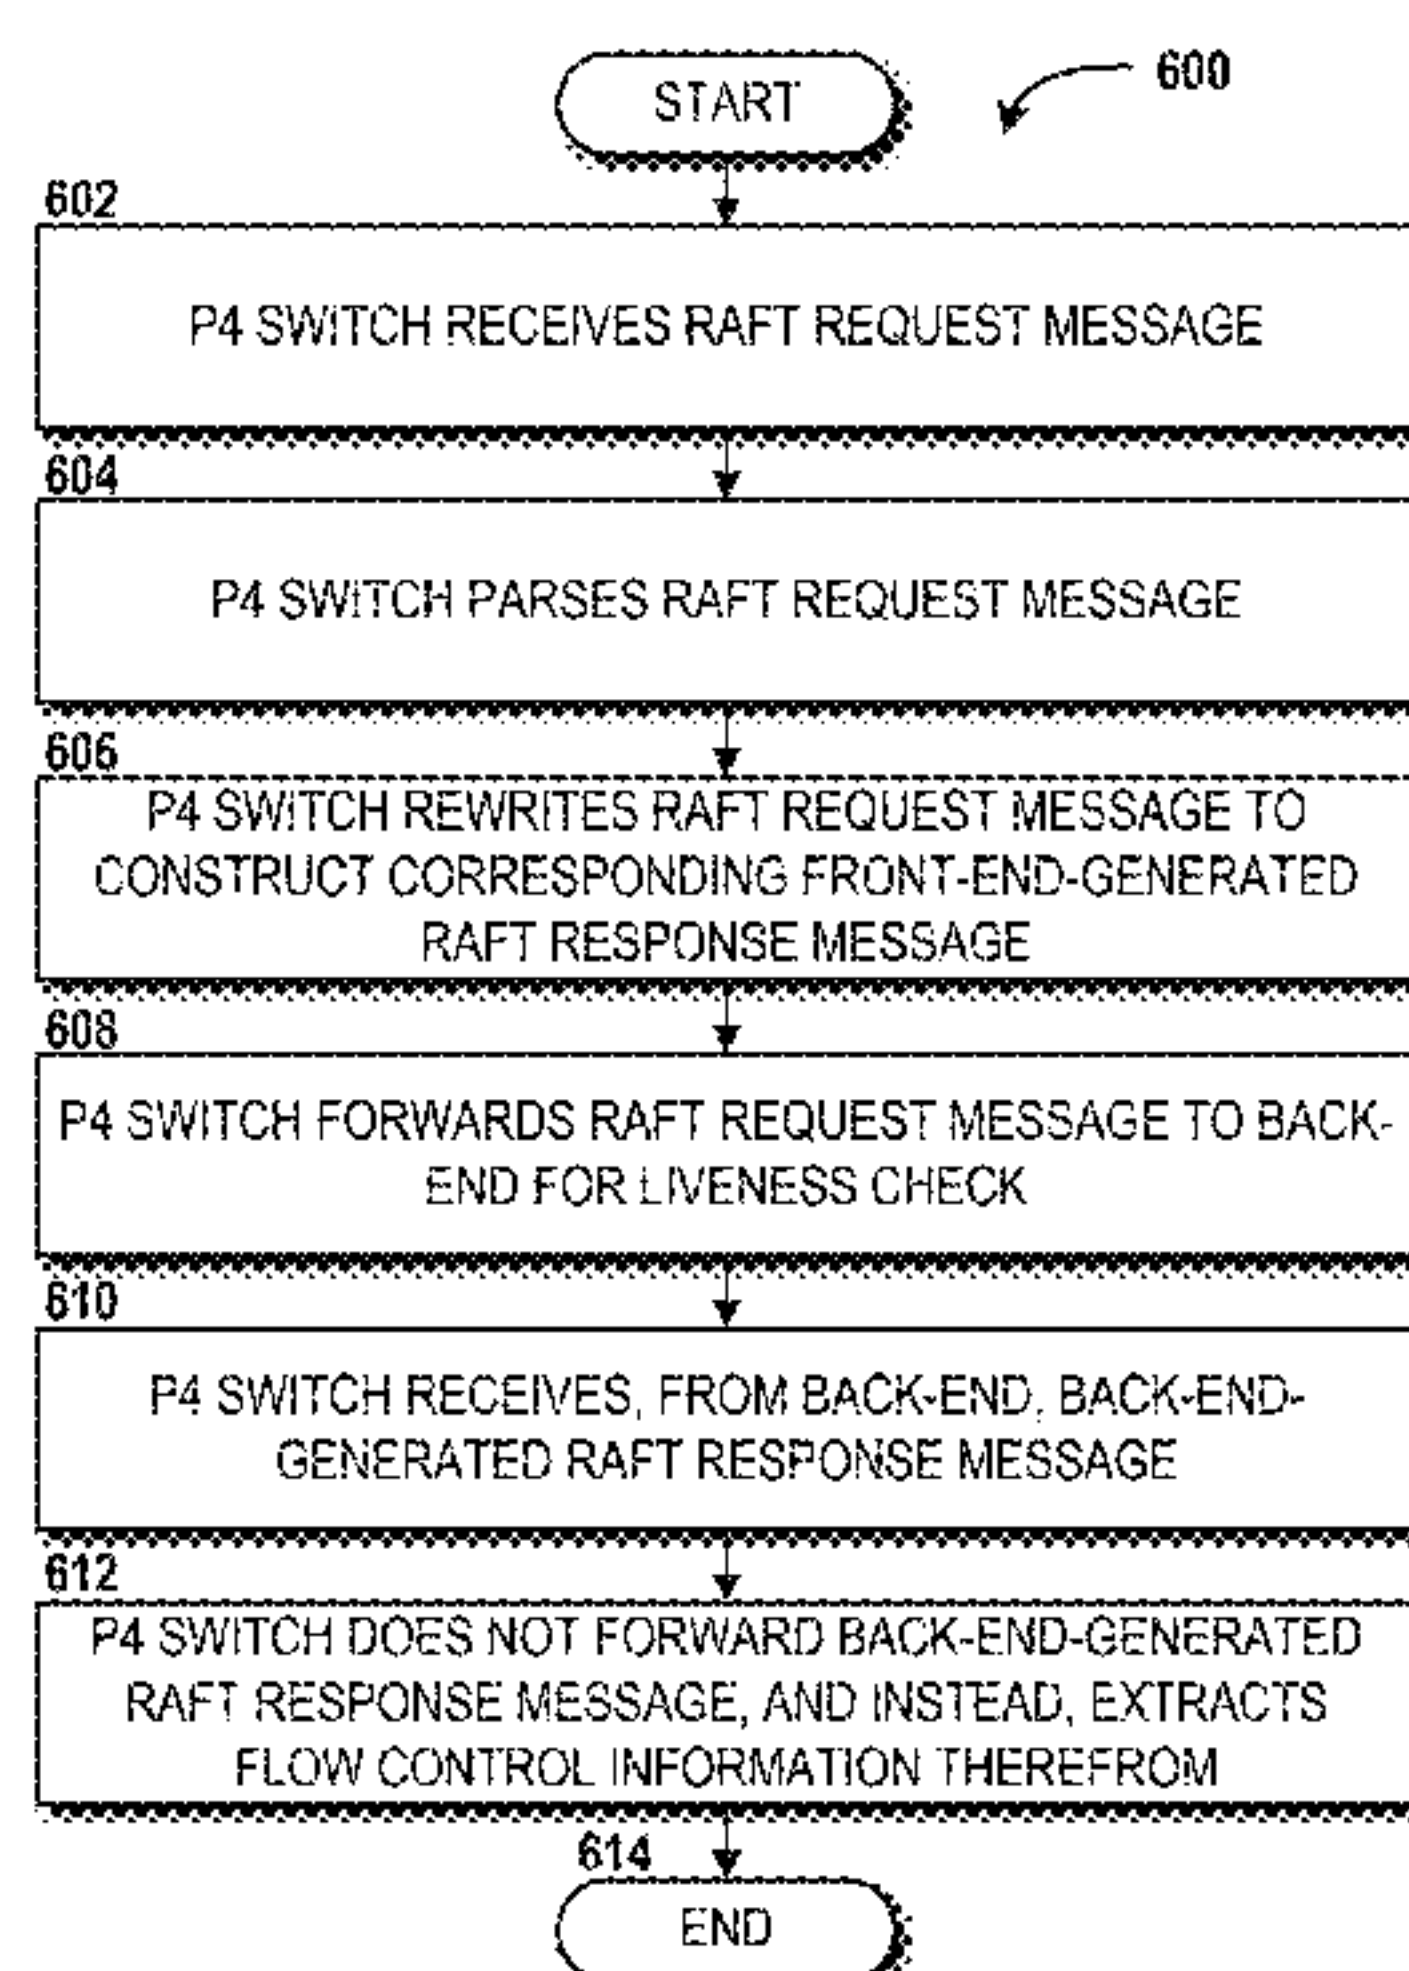 START
600
602
P4 SWITCH RECEIVES RAFT REQUEST MESSAGE
604
P4 SWITCH PARSES RAFT REQUEST MESSAGE
606
P4 SWITCH REWRITES RAFT REQUEST MESSAGE TO
CONSTRUCT CORRESPONDING FRONT-END-GENERATED
RAFT RESPONSE MESSAGE
608
P4 SWITCH FORWARDS RAFT REQUEST MESSAGE TO BACK-
END FOR LIVENESS CHECK
610
P4 SWITCH RECEIVES, FROM BACK-END, BACK-END-
GENERATED RAFT RESPONSE MESSAGE
612
P4 SWITCH DOES NOT FORWARD BACK-END-GENERATED
RAFT RESPONSE MESSAGE, AND INSTEAD, EXTRACTS
FLOW CONTROL INFORMATION THEREFROM
614
END